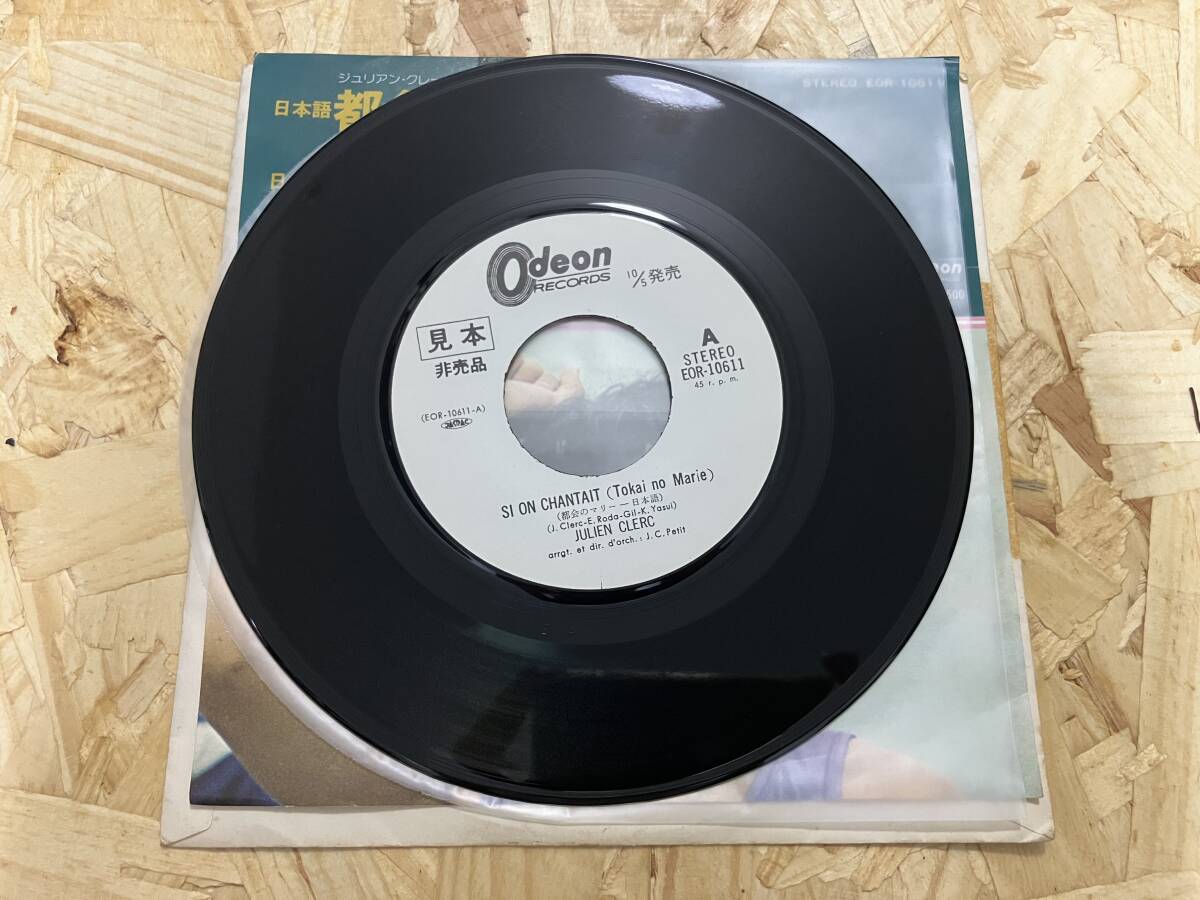 ジュリアン・クレ
STEREO EOR-10611
日本語 都
日
Odeon
RECORDS
10/5 発売
見本
非売品
A
STEREO
EOR-10611
45 r. p. m.
(EOR-10611-A)
SI ON CHANTAIT (Tokai no Marie)
(都会のマリー — 日本語)
(J. Clerc-E. Roda-Gil-K. Yasui)
JULIEN CLERC
arrgt. et dir. d'orch. : J. C. Petit